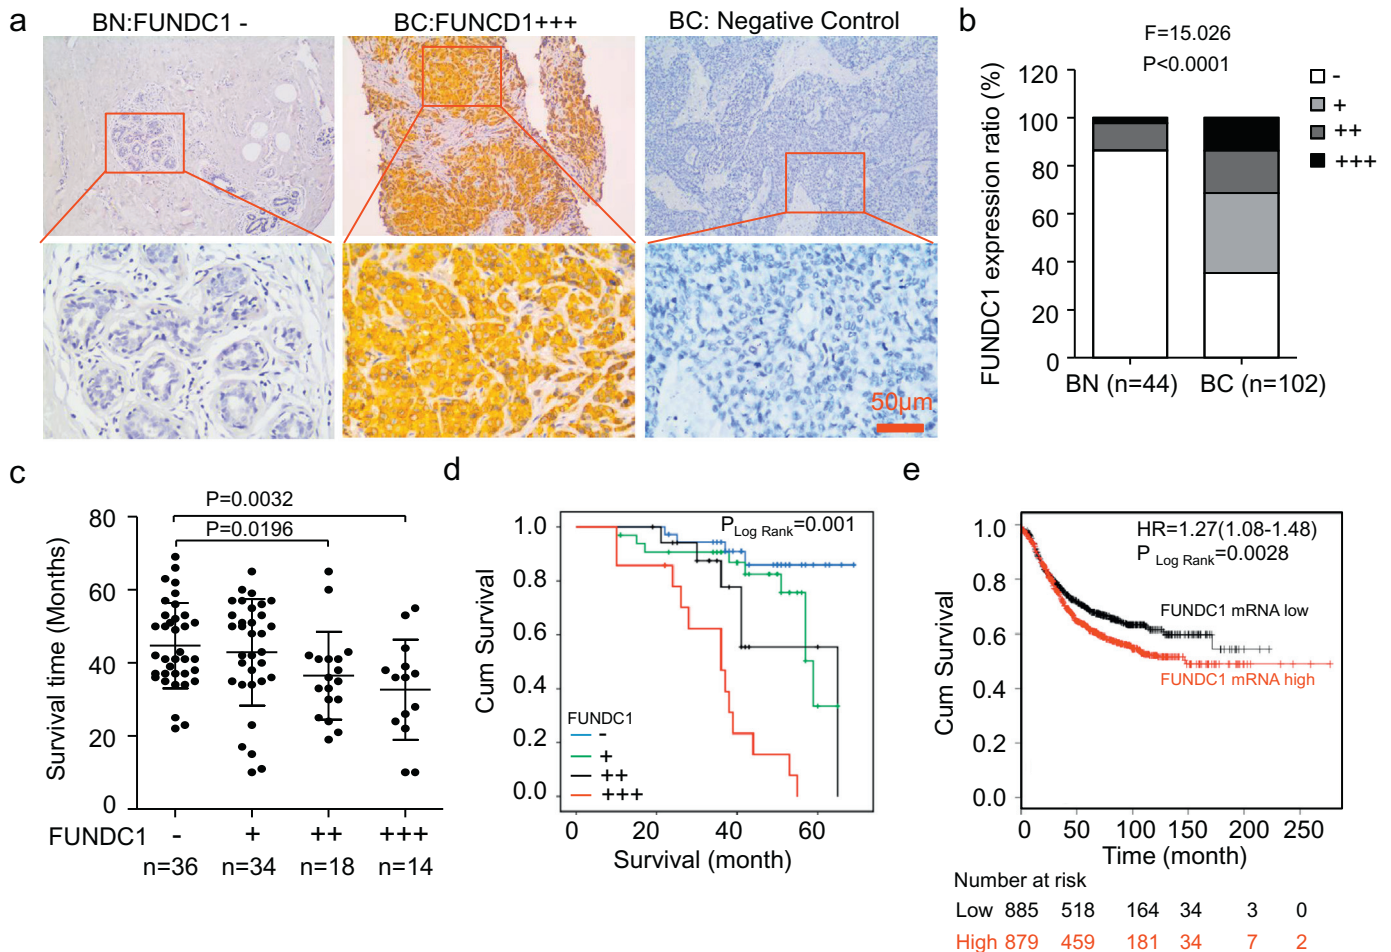 a
BN:FUNDC1 -
BC:FUNCD1+++
BC: Negative Control
50μm
b
F=15.026
P<0.0001
FUNDC1 expression ratio (%)
120
100
80
60
40
20
0
BN (n=44)
BC (n=102)
-
+
++
+++
c
P=0.0032
P=0.0196
Survival time (Months)
80
60
40
20
0
FUNDC1 - + ++ +++
n=36 n=34 n=18 n=14
d
P Log Rank=0.001
Cum Survival
1.0
0.8
0.6
0.4
0.2
0.0
FUNDC1
-
+
++
+++
0 20 40 60
Survival (month)
e
HR=1.27(1.08-1.48)
P Log Rank=0.0028
FUNDC1 mRNA low
FUNDC1 mRNA high
Cum Survival
1.0
0.8
0.6
0.4
0.2
0.0
0 50 100 150 200 250
Time (month)
Number at risk
Low 885 518 164 34 3 0
High 879 459 181 34 7 2